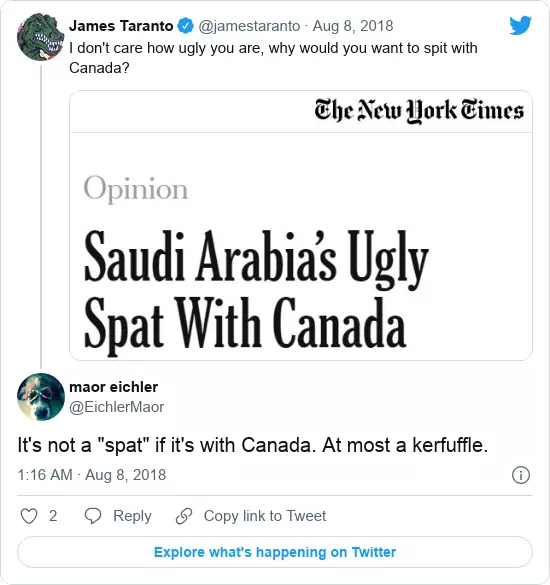 James Taranto @jamestaranto · Aug 8, 2018
I don't care how ugly you are, why would you want to spit with
Canada?
The New York Times
Opinion
Saudi Arabia's Ugly
Spat With Canada
maor eichler
@EichlerMaor
It's not a "spat" if it's with Canada. At most a kerfuffle.
1:16 AM · Aug 8, 2018
2 Reply Copy link to Tweet
Explore what's happening on Twitter